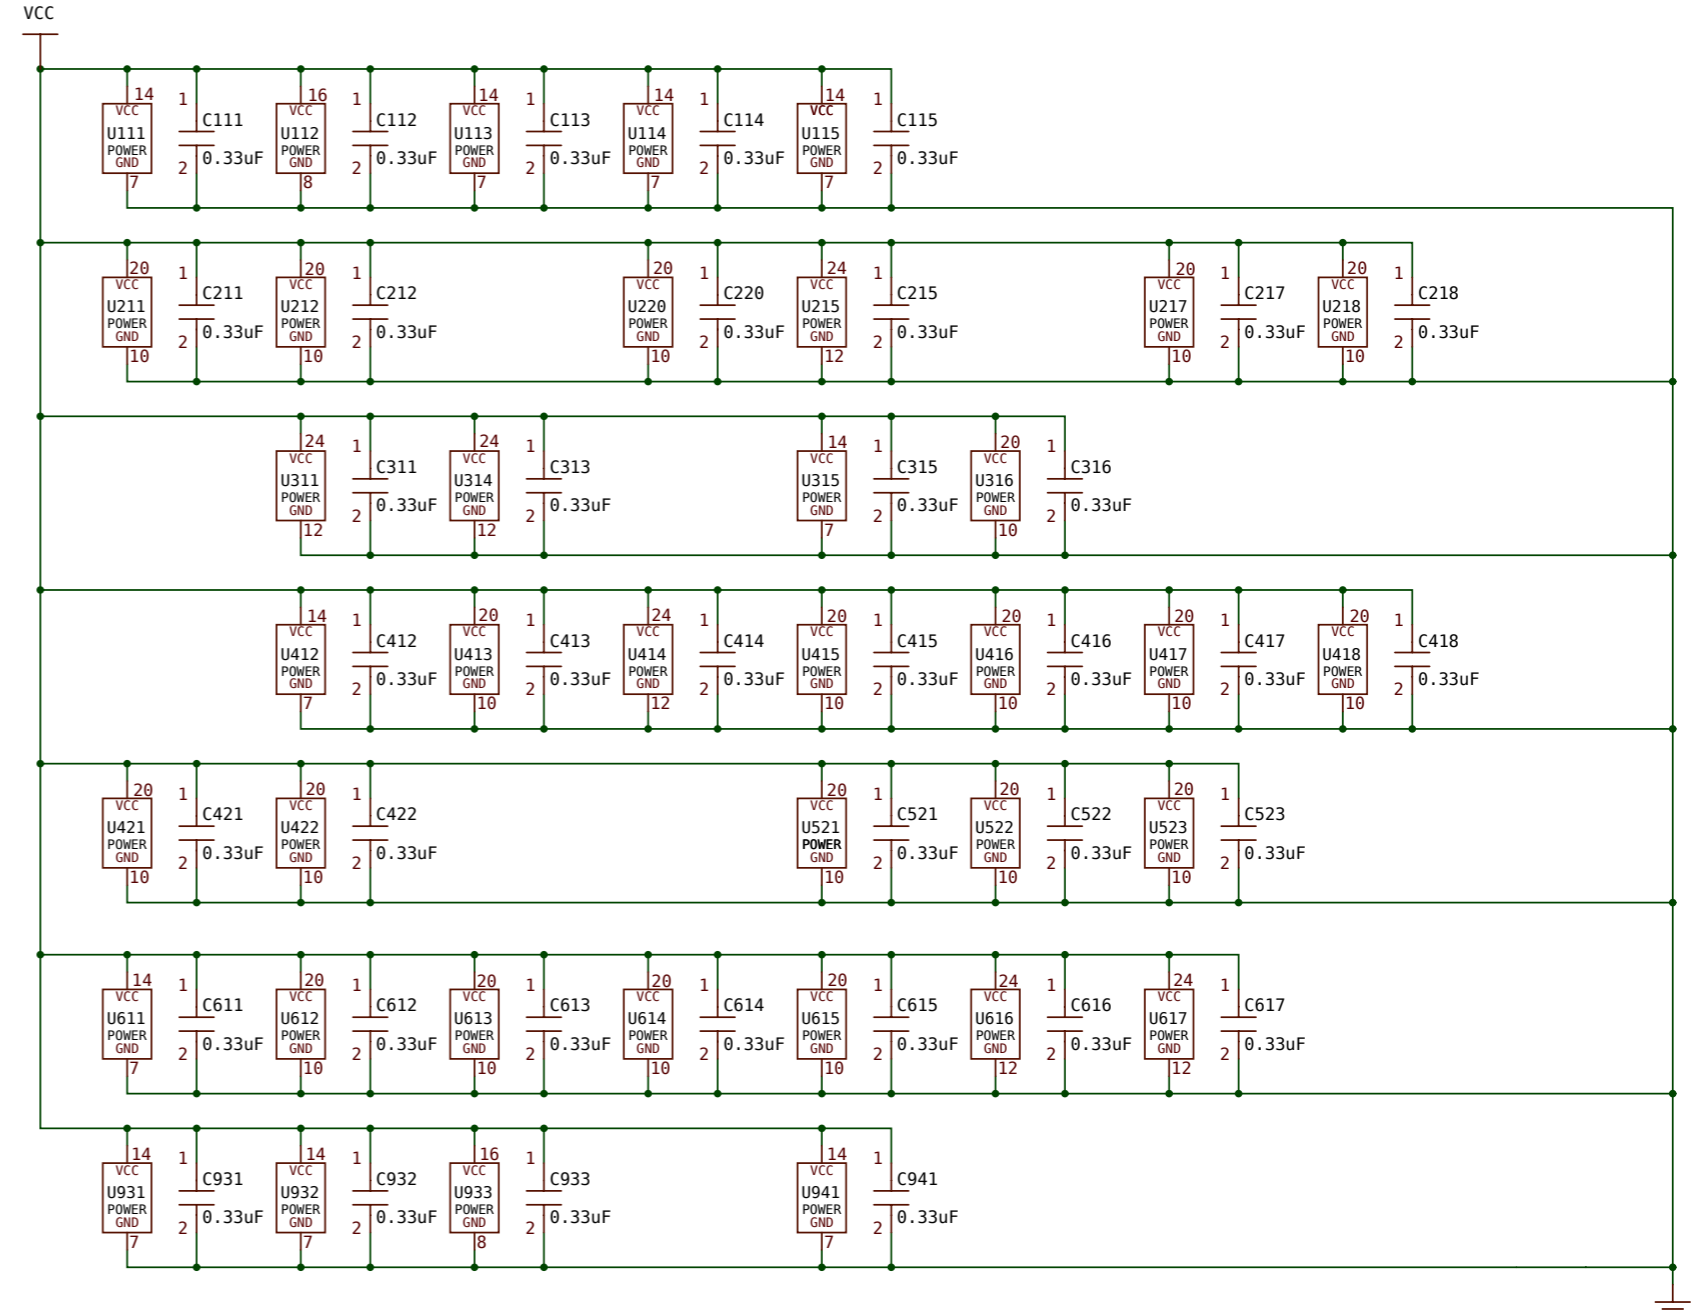 VCC
14 1 16 1 14 1 14 1 14 1
VCC C111 VCC C112 VCC C113 VCC C114 VCC C115
U111 U112 U113 U114 U115
POWER 0.33uF POWER 0.33uF POWER 0.33uF POWER 0.33uF POWER 0.33uF
GND 2 GND 2 GND 2 GND 2 GND 2
7 8 7 7 7
20 1 20 1 20 1 24 1 20 1 20 1
VCC C211 VCC C212 VCC C220 VCC C215 VCC C217 VCC C218
U211 U212 U220 U215 U217 U218
POWER 0.33uF POWER 0.33uF POWER 0.33uF POWER 0.33uF POWER 0.33uF POWER 0.33uF
GND 2 GND 2 GND 2 GND 2 GND 2 GND 2
10 10 10 12 10 10
24 1 24 1 14 1 20 1
VCC C311 VCC C313 VCC C315 VCC C316
U311 U314 U315 U316
POWER 0.33uF POWER 0.33uF POWER 0.33uF POWER 0.33uF
GND 2 GND 2 GND 2 GND 2
12 12 7 10
14 1 20 1 24 1 20 1 20 1 20 1 20 1
VCC C412 VCC C413 VCC C414 VCC C415 VCC C416 VCC C417 VCC C418
U412 U413 U414 U415 U416 U417 U418
POWER 0.33uF POWER 0.33uF POWER 0.33uF POWER 0.33uF POWER 0.33uF POWER 0.33uF POWER 0.33uF
GND 2 GND 2 GND 2 GND 2 GND 2 GND 2 GND 2
7 10 12 10 10 10 10
20 1 20 1 20 1 20 1 20 1
VCC C421 VCC C422 VCC C521 VCC C522 VCC C523
U421 U422 U521 U522 U523
POWER 0.33uF POWER 0.33uF POWER 0.33uF POWER 0.33uF POWER 0.33uF
GND 2 GND 2 GND 2 GND 2 GND 2
10 10 10 10 10
14 1 20 1 20 1 20 1 20 1 24 1 24 1
VCC C611 VCC C612 VCC C613 VCC C614 VCC C615 VCC C616 VCC C617
U611 U612 U613 U614 U615 U616 U617
POWER 0.33uF POWER 0.33uF POWER 0.33uF POWER 0.33uF POWER 0.33uF POWER 0.33uF POWER 0.33uF
GND 2 GND 2 GND 2 GND 2 GND 2 GND 2 GND 2
7 10 10 10 10 12 12
14 1 14 1 16 1 14 1
VCC C931 VCC C932 VCC C933 VCC C941
U931 U932 U933 U941
POWER 0.33uF POWER 0.33uF POWER 0.33uF POWER 0.33uF
GND 2 GND 2 GND 2 GND 2
7 7 8 7